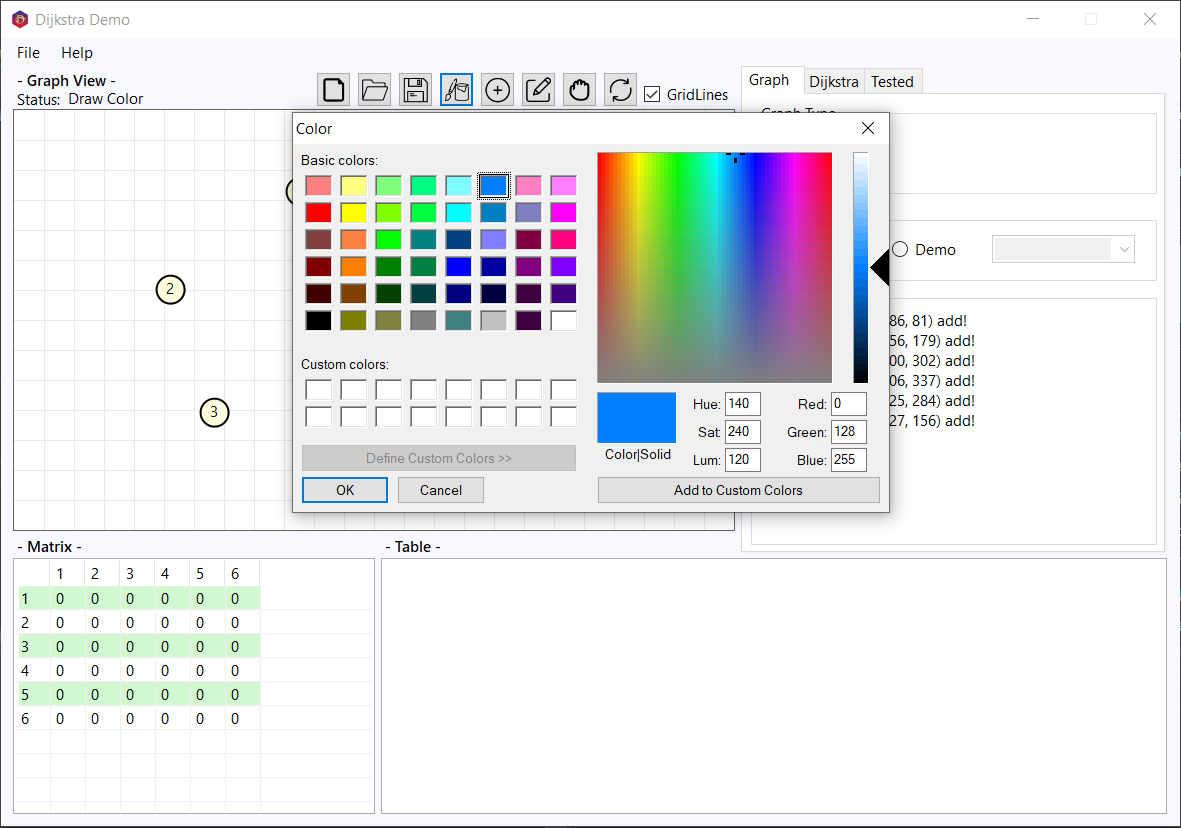 Dijkstra Demo
File Help
- Graph View -
Status: Draw Color
GridLines
Graph Dijkstra Tested
Color
Basic colors:
Custom colors:
Define Custom Colors >>
OK Cancel
Hue: 140 Red: 0
Sat: 240 Green: 128
Color|Solid
Lum: 120 Blue: 255
Add to Custom Colors
2
3
Graph Type
Demo
86, 81) add!
56, 179) add!
00, 302) add!
06, 337) add!
25, 284) add!
27, 156) add!
- Matrix -
1 2 3 4 5 6
1 0 0 0 0 0 0
2 0 0 0 0 0 0
3 0 0 0 0 0 0
4 0 0 0 0 0 0
5 0 0 0 0 0 0
6 0 0 0 0 0 0
- Table -